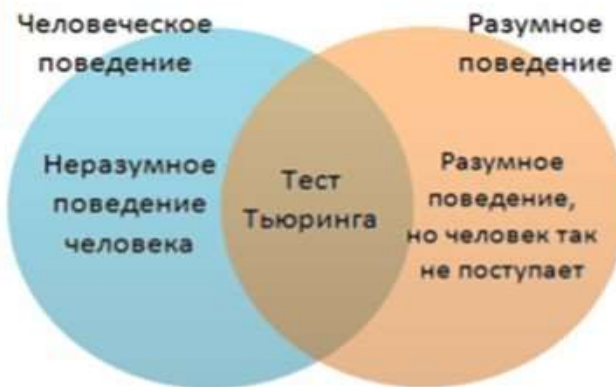 Человеческое
поведение
Разумное
поведение
Неразумное
поведение
человека
Тест
Тьюринга
Разумное
поведение,
но человек так
не поступает